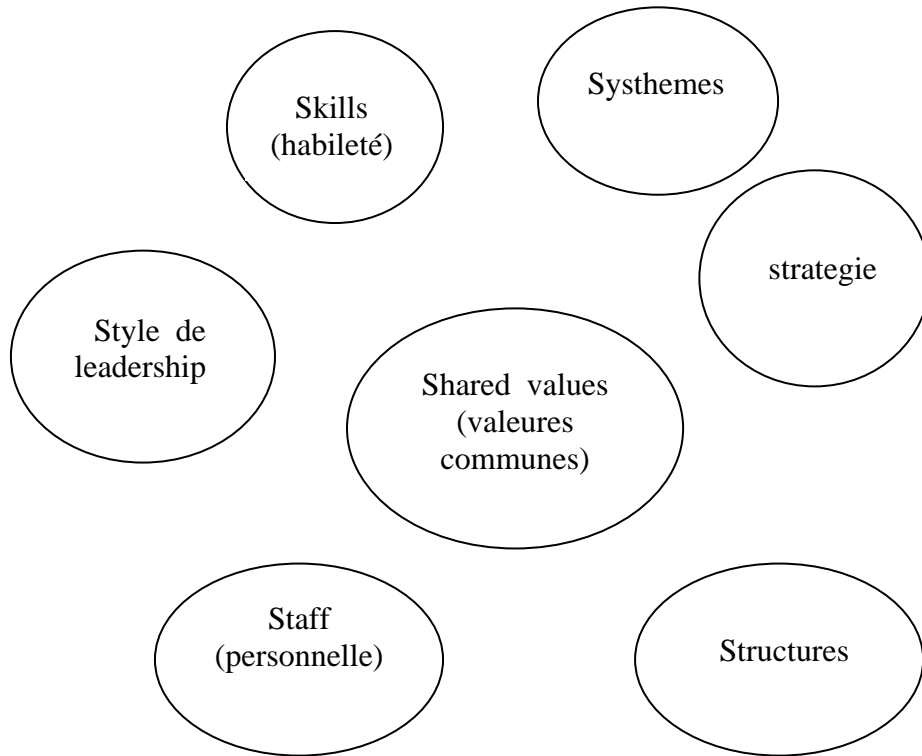 Systhemes
Skills
(habileté)
strategie
Style de
leadership
Shared values
(valeures
communes)
Staff
(personnelle)
Structures